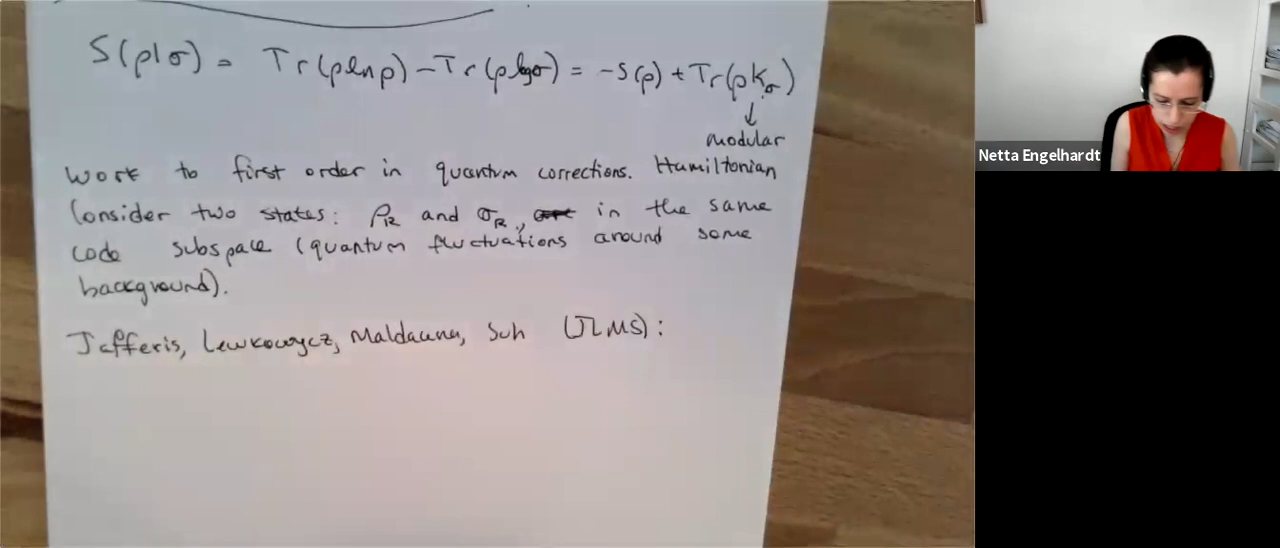 S(ρ|σ) = Tr(ρ ln ρ) - Tr(ρ log σ) = -S(ρ) + Tr(ρ K_σ)
↓
modular
Work to first order in quantum corrections. Hamiltonian
Consider two states: ρ_R and σ_R, in the same
code subspace (quantum fluctuations around some
background).
Jafferis, Lewkowycz, Maldacena, Suh (JLMS):
Netta Engelhardt